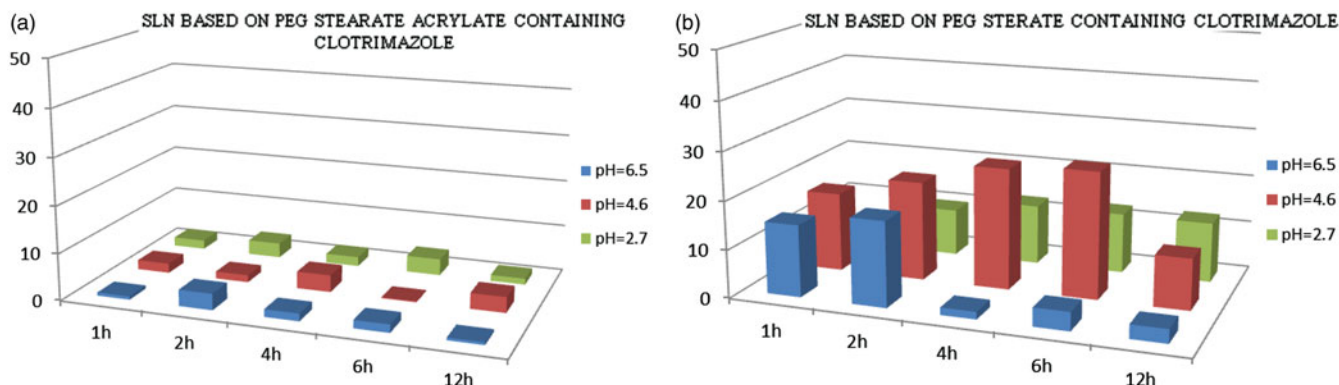 (a)
SLN BASED ON PEG STEARATE ACRYLATE CONTAINING
CLOTRIMAZOLE
50
40
30
20
10
0
1h
2h
4h
6h
12h
pH=6.5
pH=4.6
pH=2.7
(b)
SLN BASED ON PEG STERATE CONTAINING CLOTRIMAZOLE
50
40
30
20
10
0
1h
2h
4h
6h
12h
pH=6.5
pH=4.6
pH=2.7